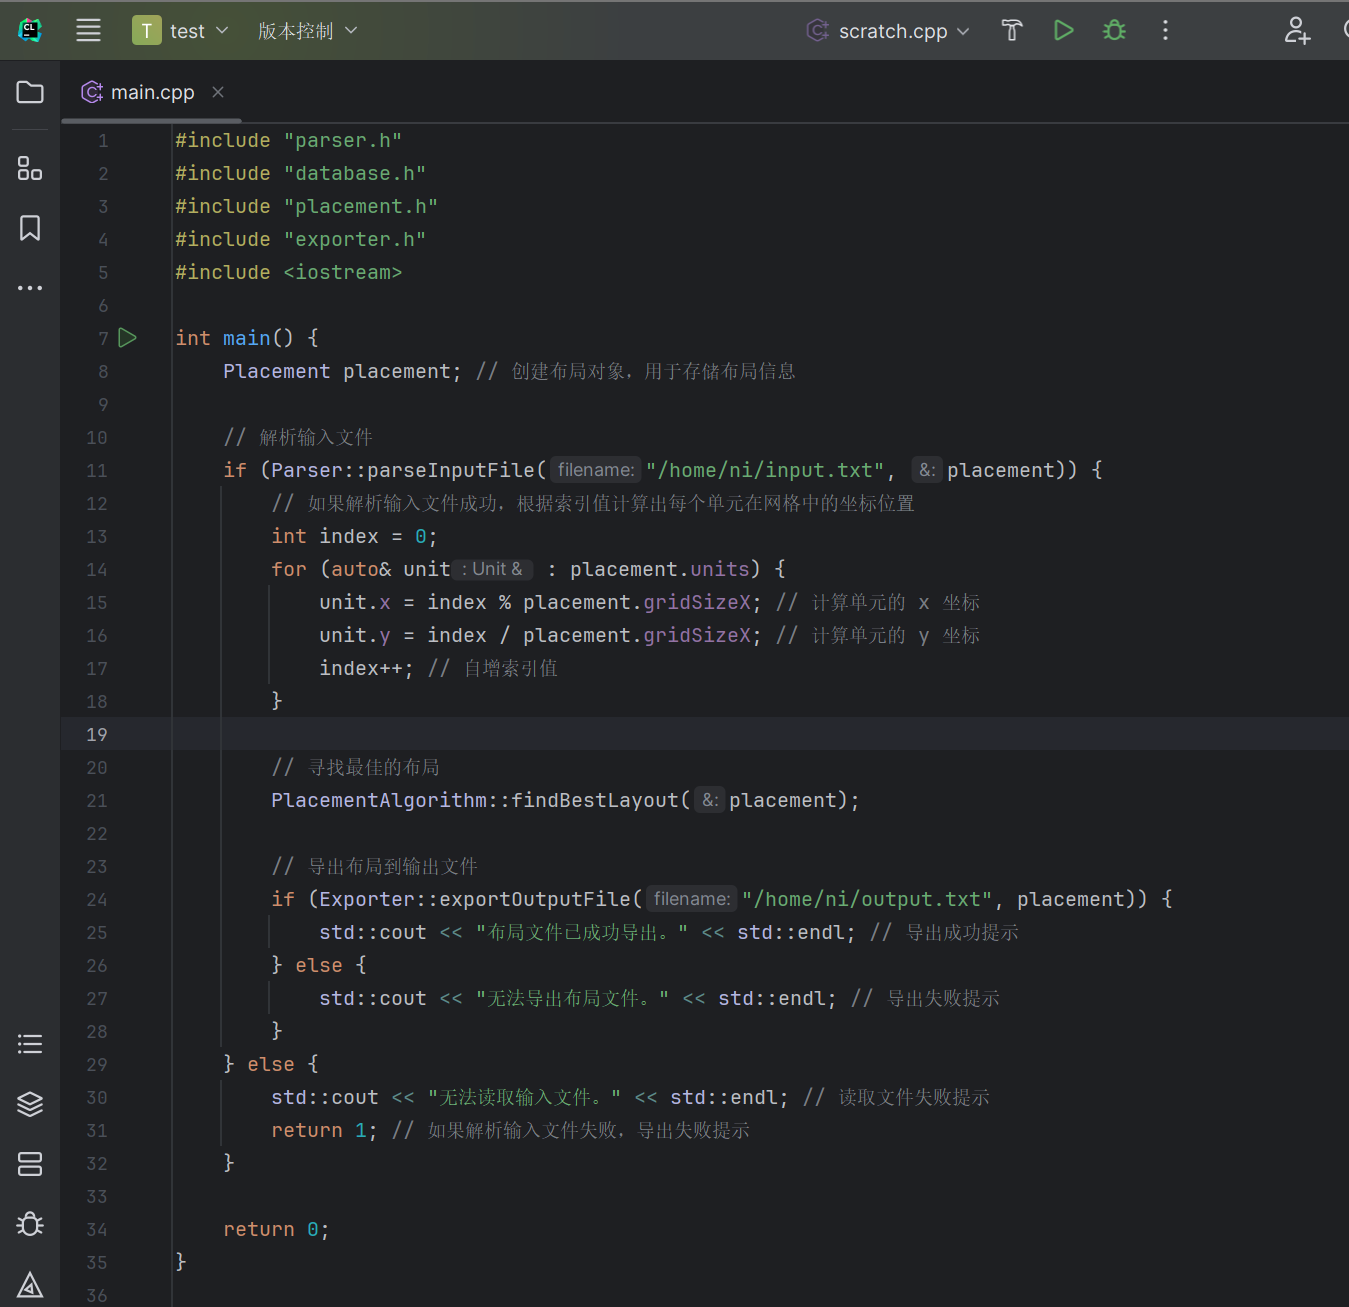 CL
T test 版本控制 scratch.cpp
main.cpp
1 #include "parser.h"
2 #include "database.h"
3 #include "placement.h"
4 #include "exporter.h"
5 #include <iostream>
6
7 int main() {
8 Placement placement; // 创建布局对象，用于存储布局信息
9
10 // 解析输入文件
11 if (Parser::parseInputFile( filename: "/home/ni/input.txt", &: placement)) {
12 // 如果解析输入文件成功，根据索引值计算出每个单元在网格中的坐标位置
13 int index = 0;
14 for (auto& unit : Unit & : placement.units) {
15 unit.x = index % placement.gridSizeX; // 计算单元的 x 坐标
16 unit.y = index / placement.gridSizeX; // 计算单元的 y 坐标
17 index++; // 自增索引值
18 }
19
20 // 寻找最佳的布局
21 PlacementAlgorithm::findBestLayout( &: placement);
22
23 // 导出布局到输出文件
24 if (Exporter::exportOutputFile( filename: "/home/ni/output.txt", placement)) {
25 std::cout << "布局文件已成功导出。" << std::endl; // 导出成功提示
26 } else {
27 std::cout << "无法导出布局文件。" << std::endl; // 导出失败提示
28 }
29 } else {
30 std::cout << "无法读取输入文件。" << std::endl; // 读取文件失败提示
31 return 1; // 如果解析输入文件失败，导出失败提示
32 }
33
34 return 0;
35 }
36